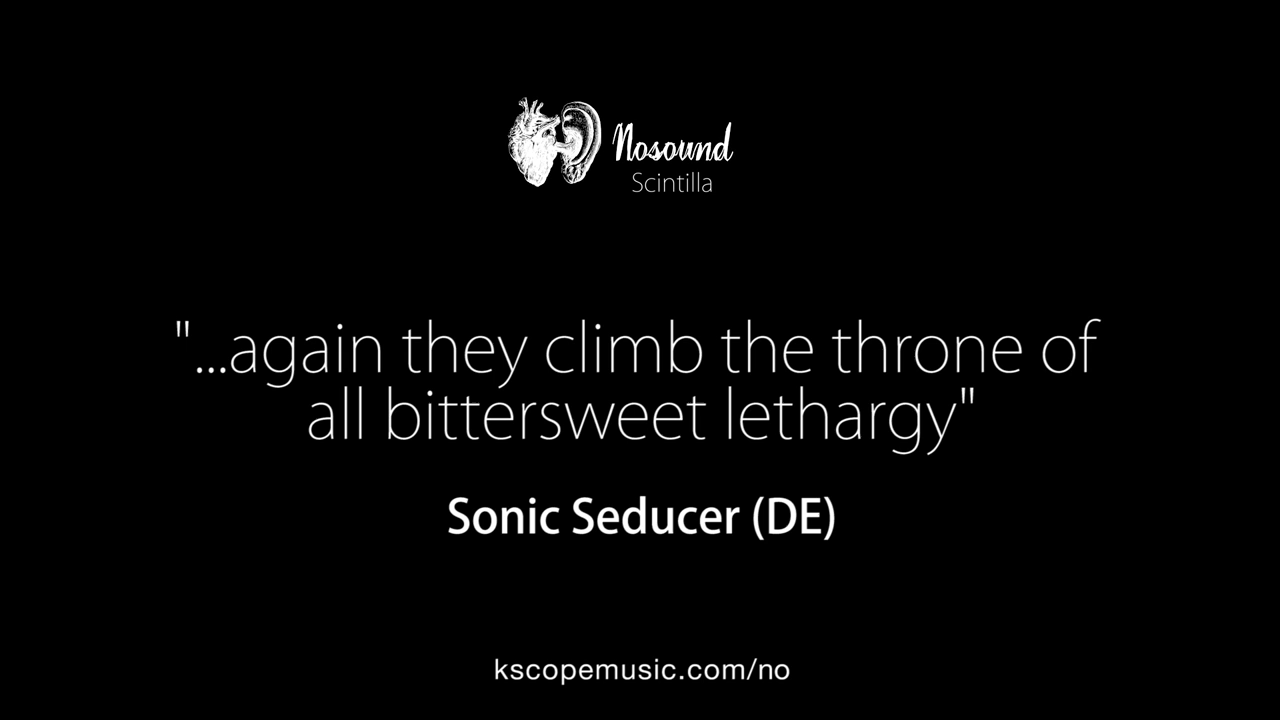 Nosound
Scintilla
"...again they climb the throne of
all bittersweet lethargy"
Sonic Seducer (DE)
kscopemusic.com/no